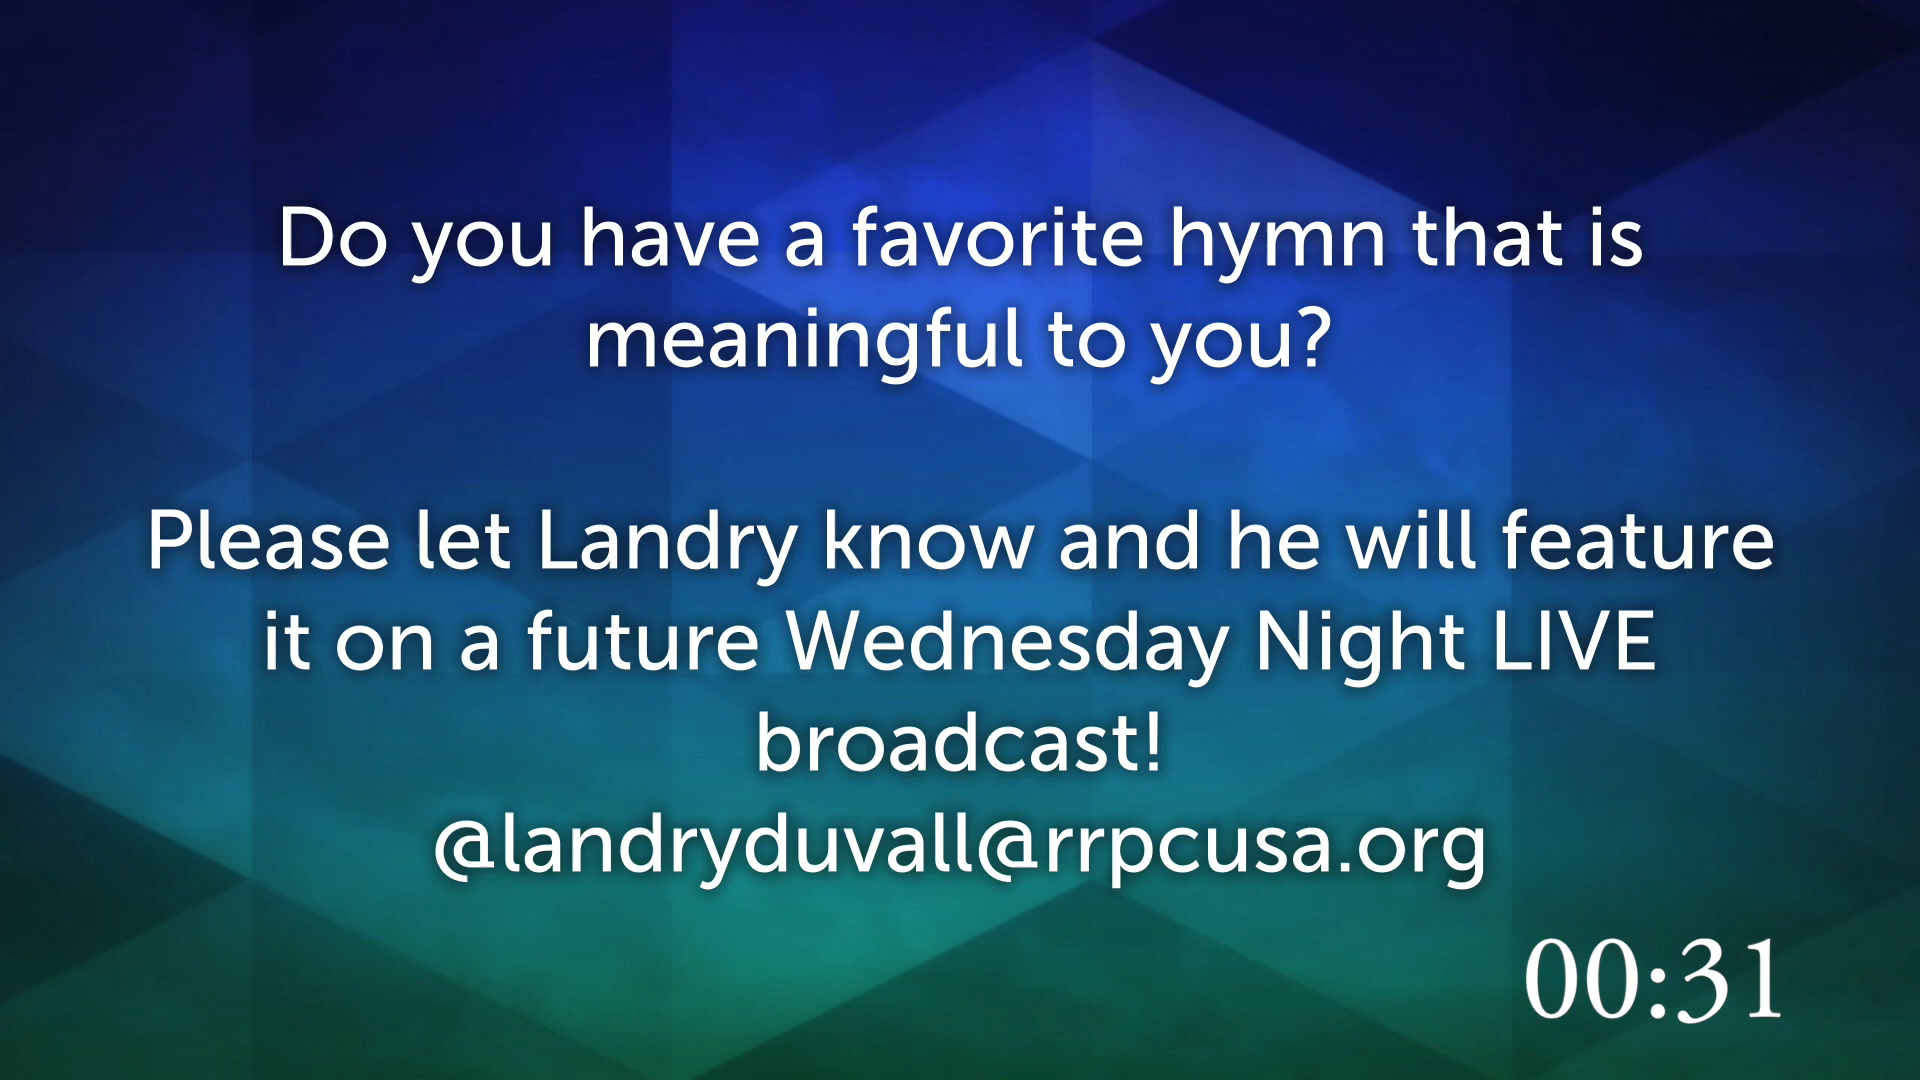 Do you have a favorite hymn that is
meaningful to you?
Please let Landry know and he will feature
it on a future Wednesday Night LIVE
broadcast!
@landryduvall@rrpcusa.org
00:31